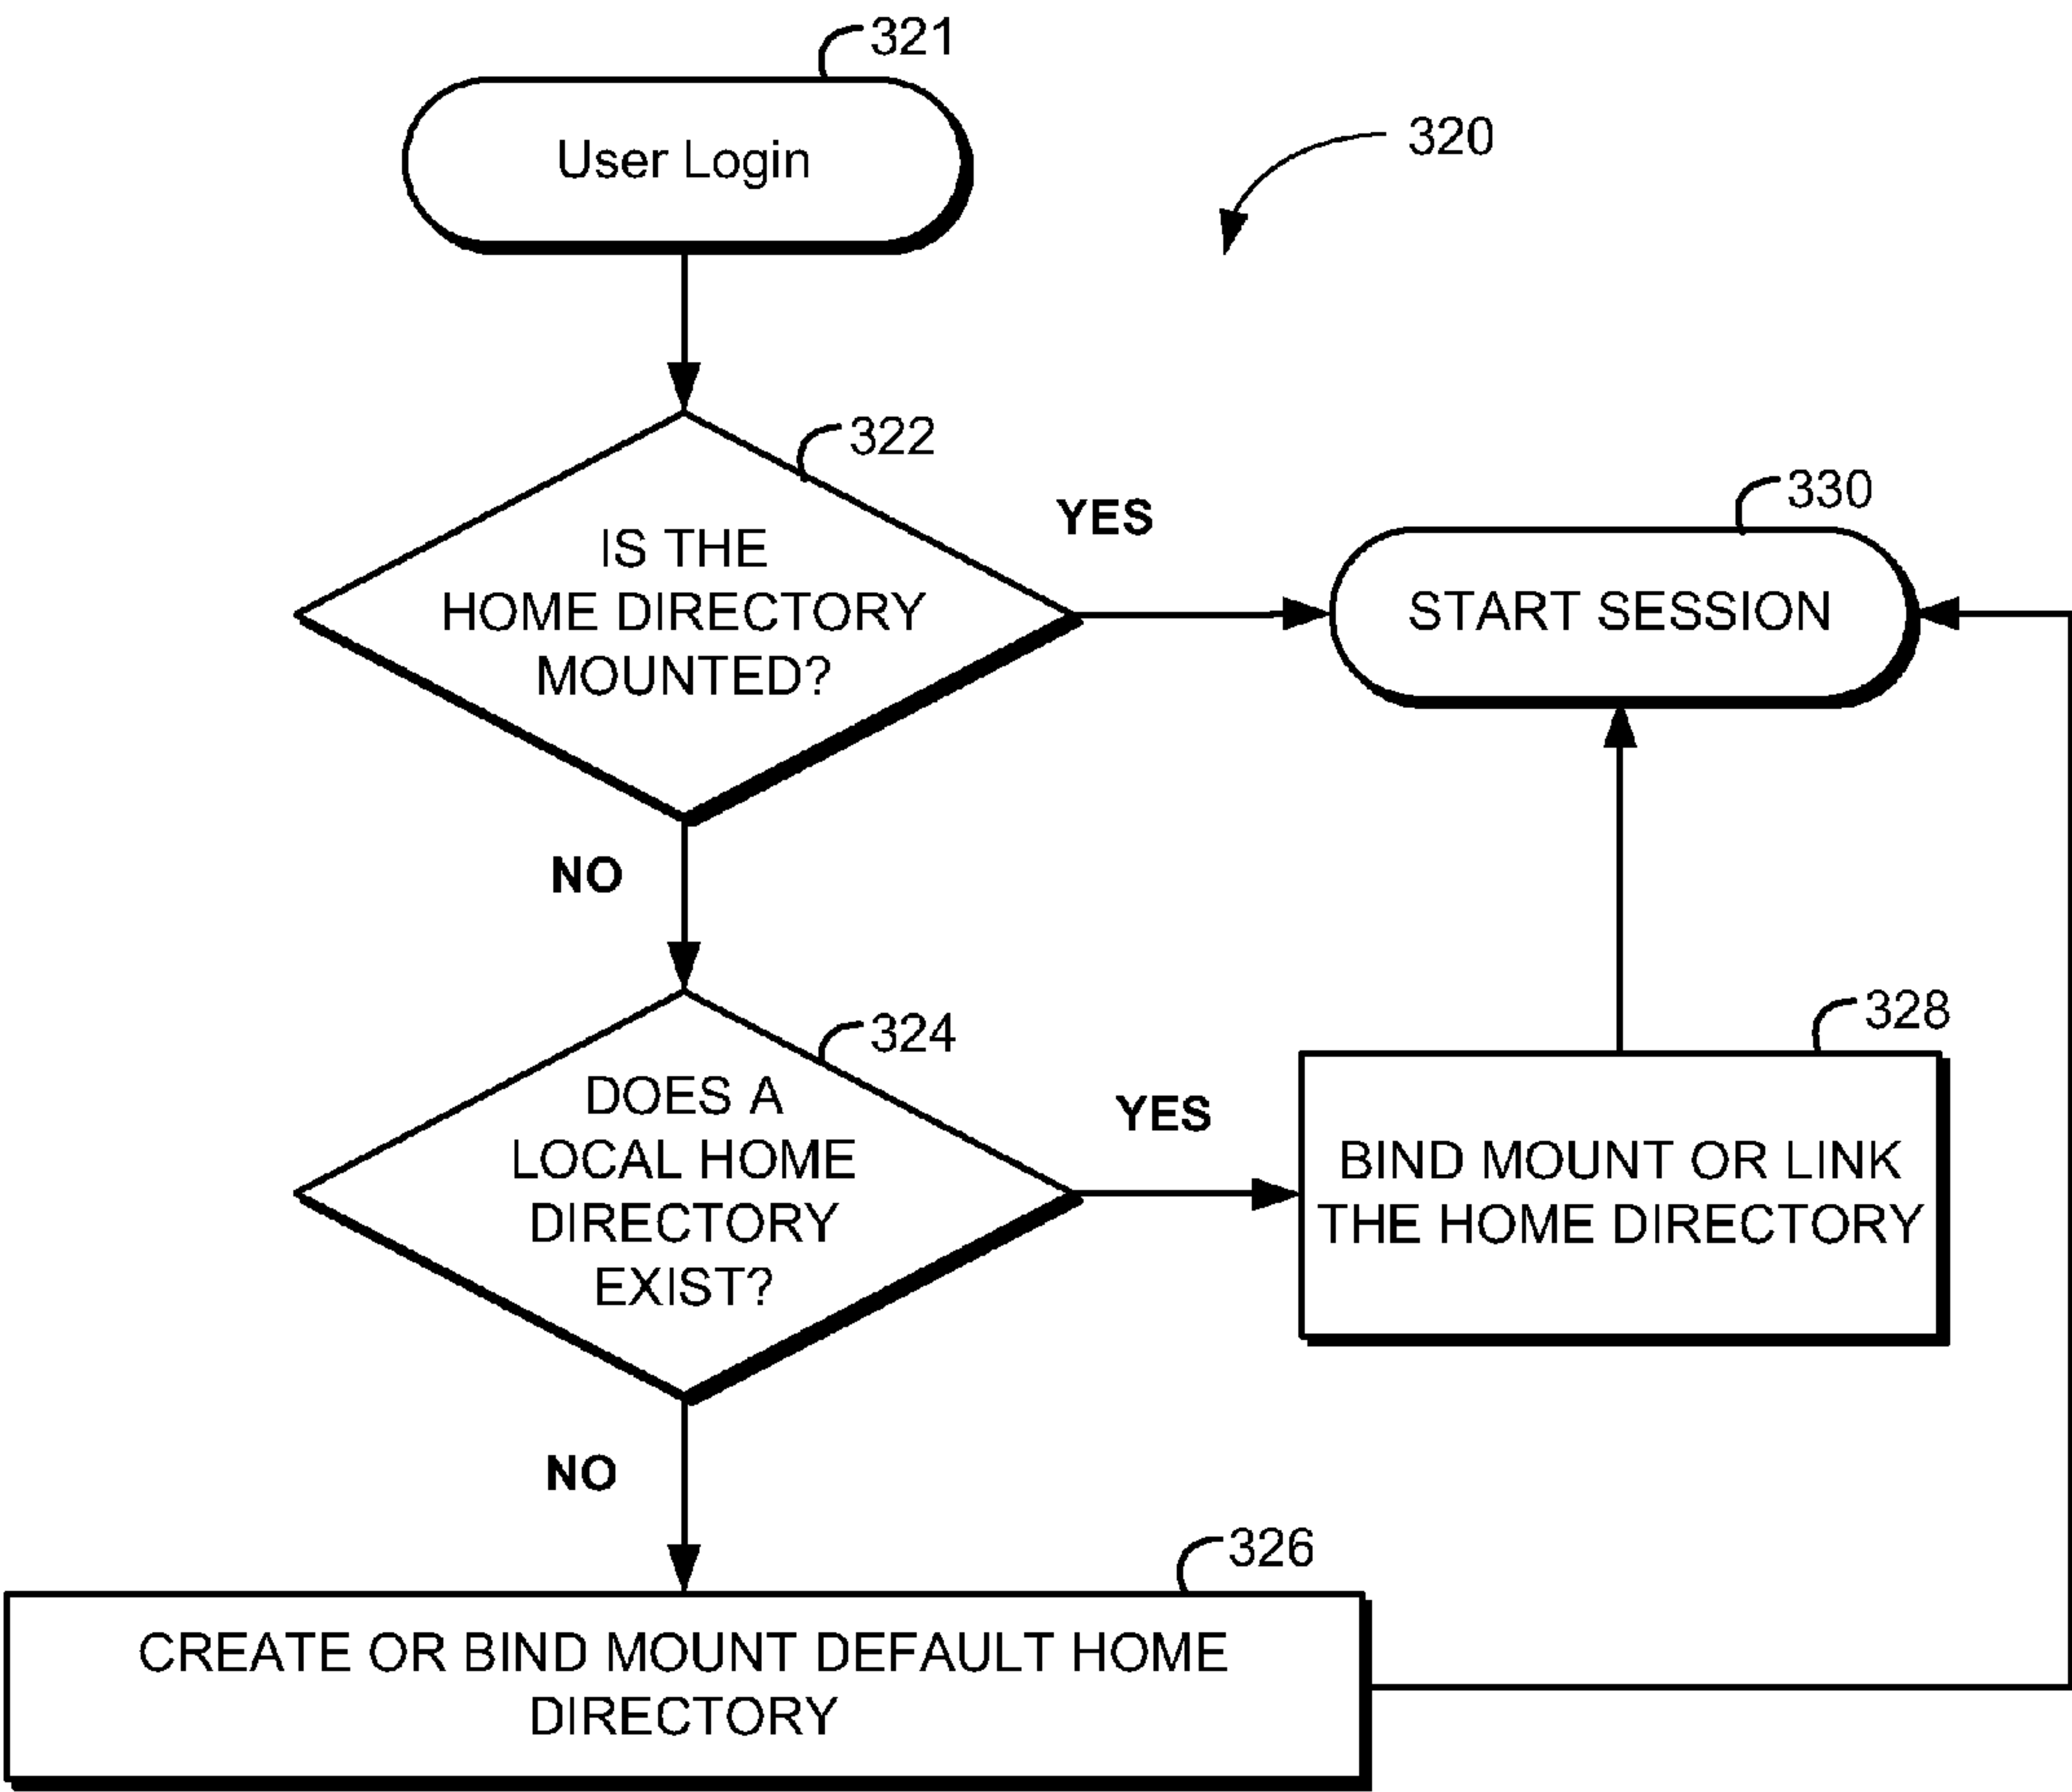 321
User Login
320
322
IS THE
HOME DIRECTORY
MOUNTED?
YES
330
START SESSION
NO
324
DOES A
LOCAL HOME
DIRECTORY
EXIST?
YES
328
BIND MOUNT OR LINK
THE HOME DIRECTORY
NO
326
CREATE OR BIND MOUNT DEFAULT HOME
DIRECTORY